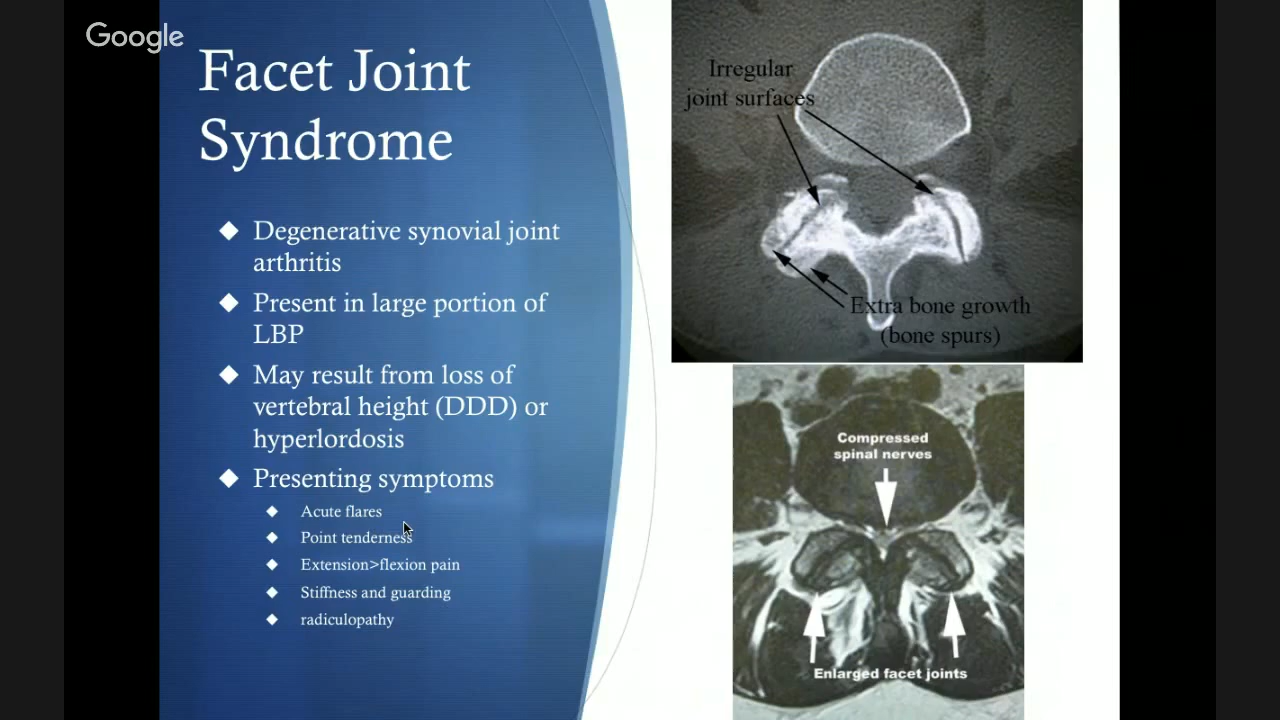 Google
Facet Joint
Syndrome
Degenerative synovial joint
arthritis
Present in large portion of
LBP
May result from loss of
vertebral height (DDD) or
hyperlordosis
Presenting symptoms
Acute flares
Point tenderness
Extension>flexion pain
Stiffness and guarding
radiculopathy
Irregular
joint surfaces
Extra bone growth
(bone spurs)
Compressed
spinal nerves
Enlarged facet joints